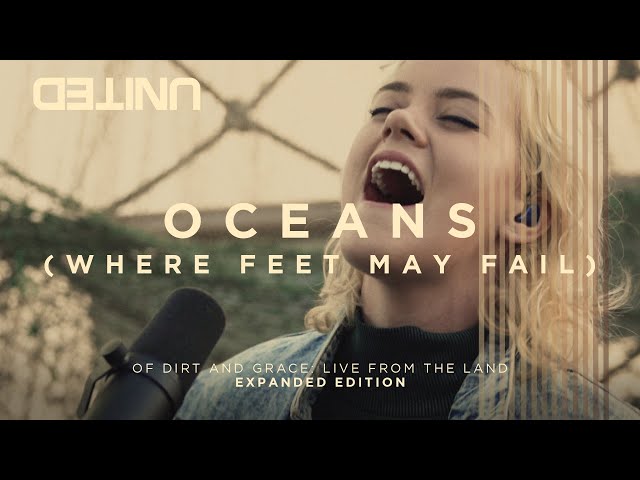 UNITED
OCEANS
(WHERE FEET MAY FAIL)
OF DIRT AND GRACE: LIVE FROM THE LAND
EXPANDED EDITION